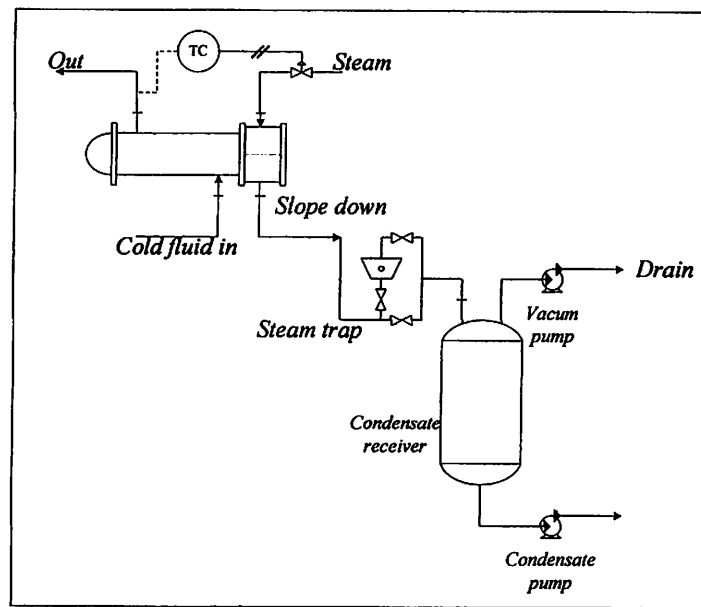 TC
Out
Steam
Slope down
Cold fluid in
Drain
Steam trap
Vacum
pump
Condensate
receiver
Condensate
pump